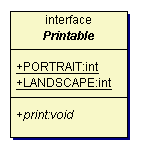 interface
Printable
+PORTRAIT:int
+LANDSCAPE:int
+print:void